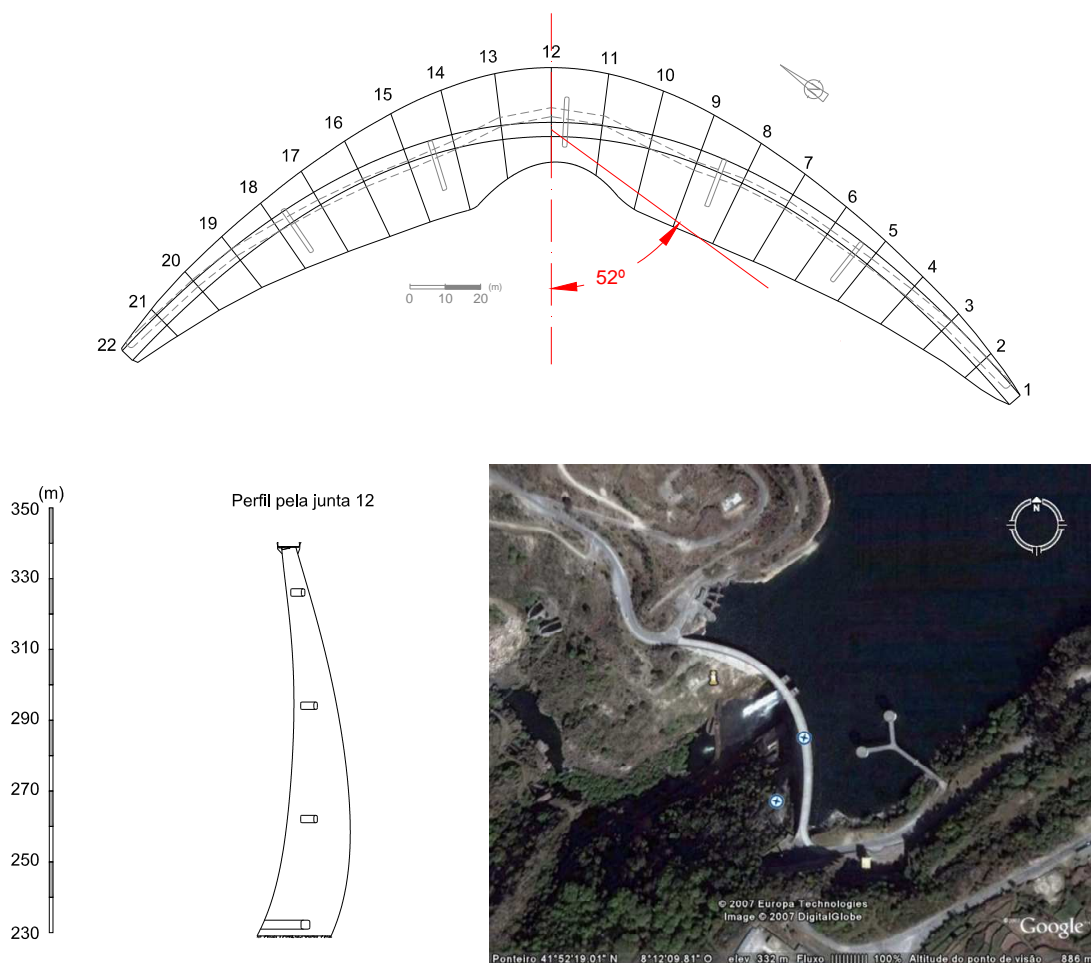 12
13
11
14
10
15
9
16
8
17
7
18
6
19
5
20
4
21
3
22
2
1
N
52º
0 10 20 (m)
(m)
Perfil pela junta 12
350
330
310
290
270
250
230
N
© 2007 Europa Technologies
Image © 2007 DigitalGlobe
©2007 Google
Ponteiro 41°52'19.01" N 8°12'09.81" O elev 332 m Fluxo |||||||||| 100% Altitude do ponto de visão 886 m